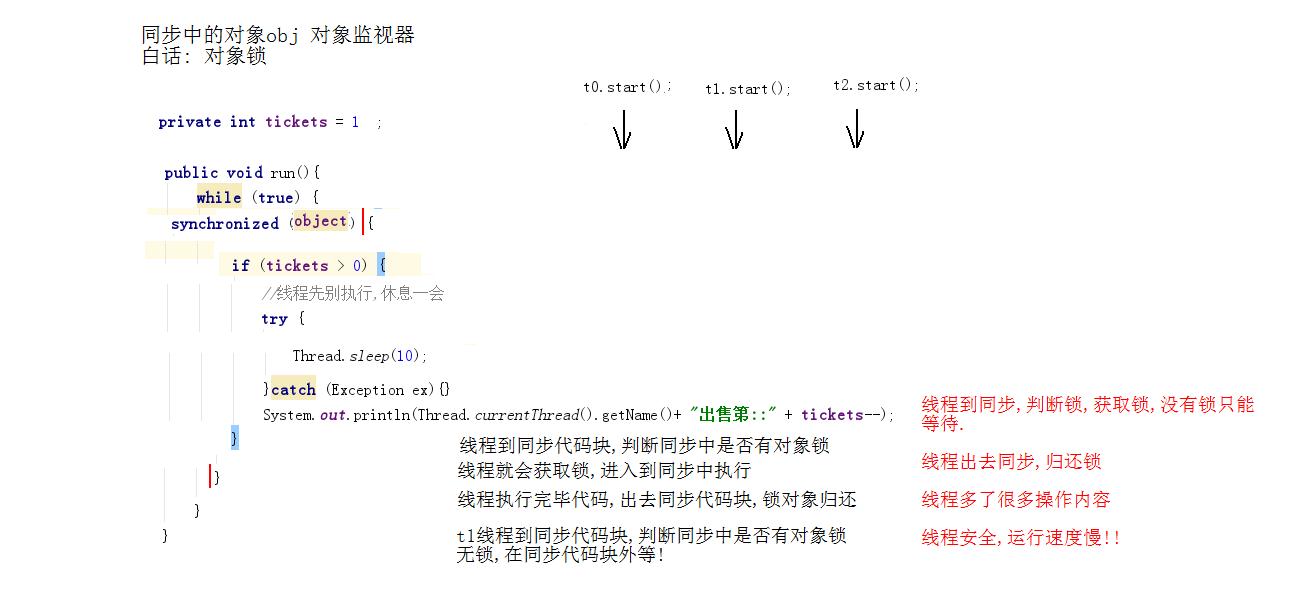 同步中的对象obj 对象监视器
白话: 对象锁
t0.start();
t1.start();
t2.start();
private int tickets = 1 ;
public void run(){
while (true) {
synchronized (object) {
if (tickets > 0) {
//线程先别执行,休息一会
try {
Thread.sleep(10);
}catch (Exception ex){}
System.out.println(Thread.currentThread().getName()+ "出售第::" + tickets--);
}
}
}
}
线程到同步代码块,判断同步中是否有对象锁
线程就会获取锁,进入到同步中执行
线程执行完毕代码,出去同步代码块,锁对象归还
t1线程到同步代码块,判断同步中是否有对象锁
无锁,在同步代码块外等!
线程到同步,判断锁,获取锁,没有锁只能
等待.
线程出去同步,归还锁
线程多了很多操作内容
线程安全,运行速度慢!!